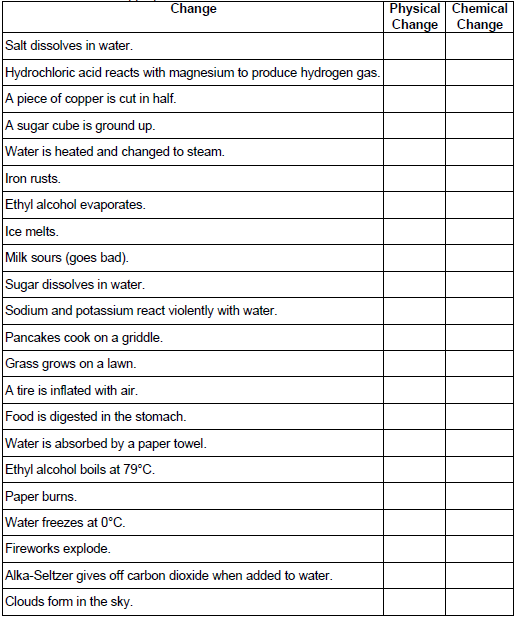 Change Physical Change Chemical Change
Salt dissolves in water.
Hydrochloric acid reacts with magnesium to produce hydrogen gas.
A piece of copper is cut in half.
A sugar cube is ground up.
Water is heated and changed to steam.
Iron rusts.
Ethyl alcohol evaporates.
Ice melts.
Milk sours (goes bad).
Sugar dissolves in water.
Sodium and potassium react violently with water.
Pancakes cook on a griddle.
Grass grows on a lawn.
A tire is inflated with air.
Food is digested in the stomach.
Water is absorbed by a paper towel.
Ethyl alcohol boils at 79°C.
Paper burns.
Water freezes at 0°C.
Fireworks explode.
Alka-Seltzer gives off carbon dioxide when added to water.
Clouds form in the sky.